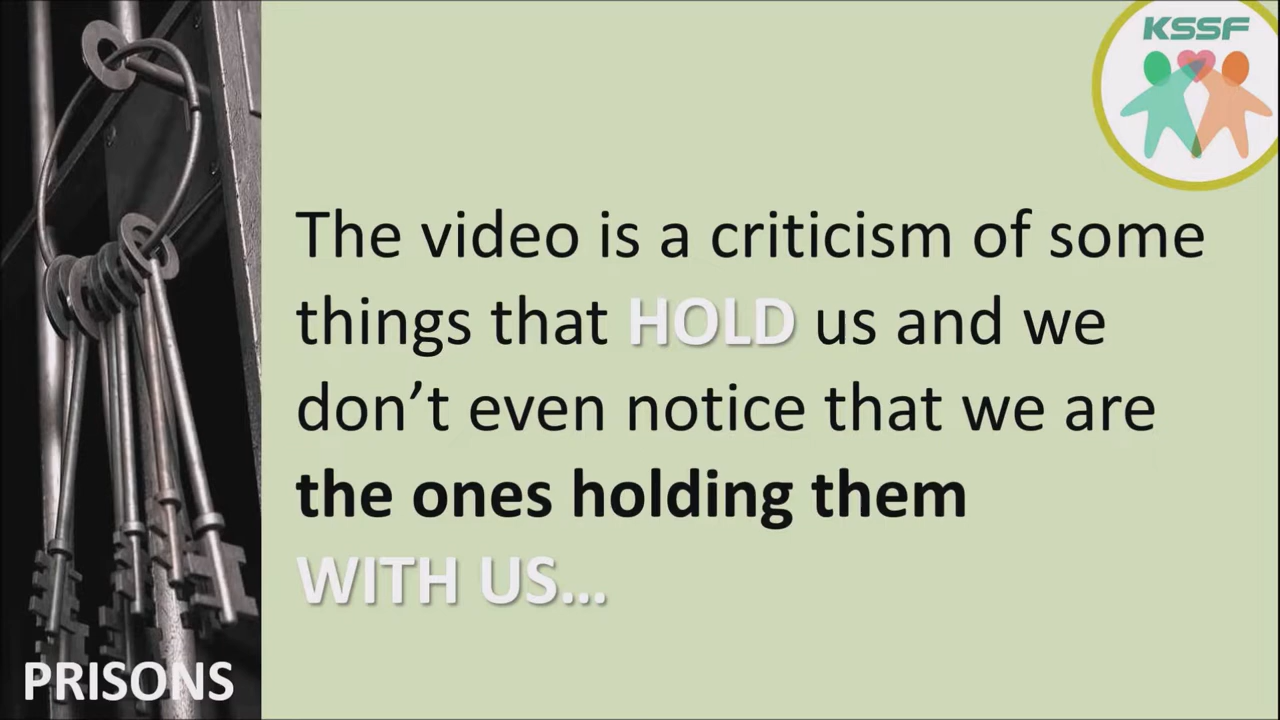 KSSF
The video is a criticism of some
things that HOLD us and we
don’t even notice that we are
the ones holding them
WITH US...
PRISONS